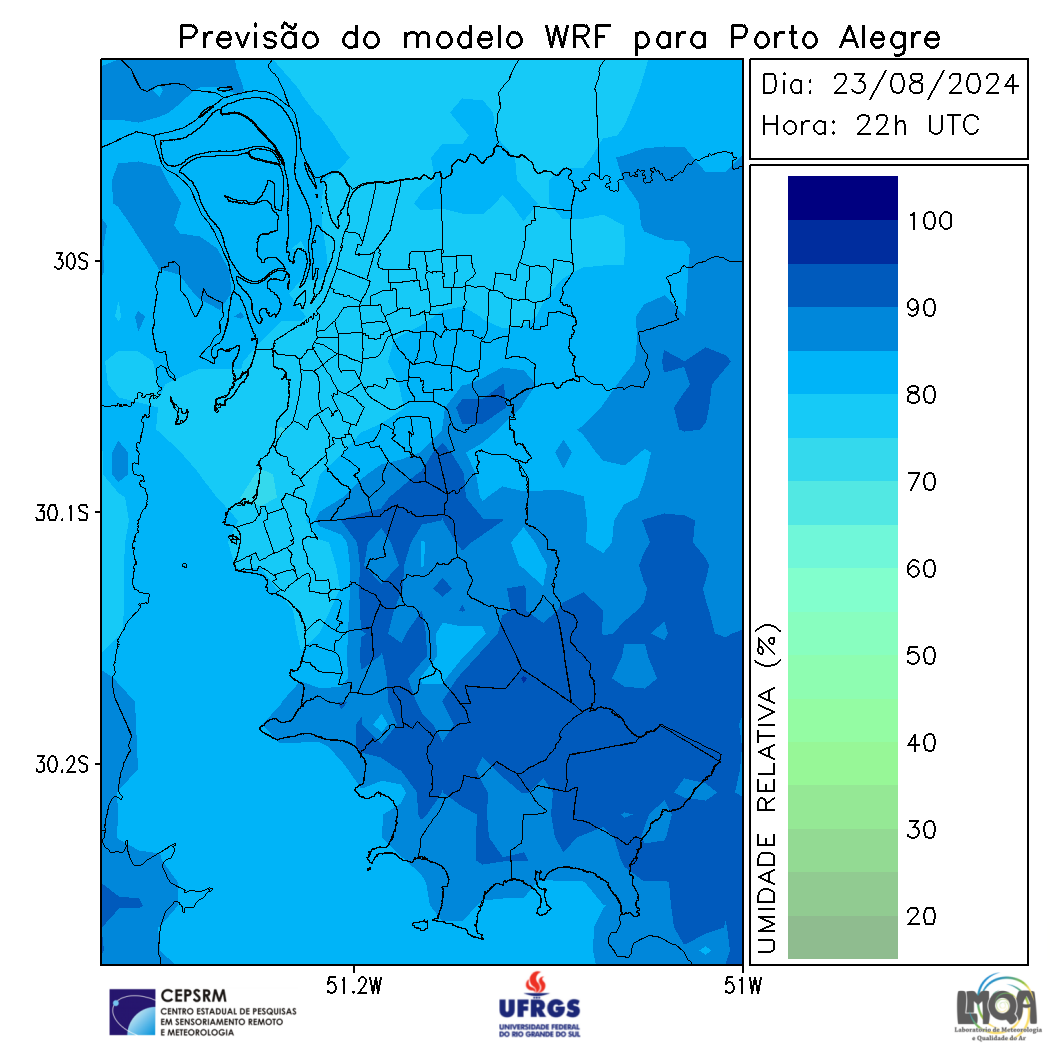 Previsão do modelo WRF para Porto Alegre
Dia: 23/08/2024
Hora: 22h UTC
30S
30.1S
30.2S
51.2W
51W
100
90
80
70
60
50
40
30
20
UMIDADE RELATIVA (%)
CEPSRM
CENTRO ESTADUAL DE PESQUISAS
EM SENSORIAMENTO REMOTO
E METEOROLOGIA
UFRGS
UNIVERSIDADE FEDERAL
DO RIO GRANDE DO SUL
LMQA
Laboratório de Meteorologia
e Qualidade do Ar